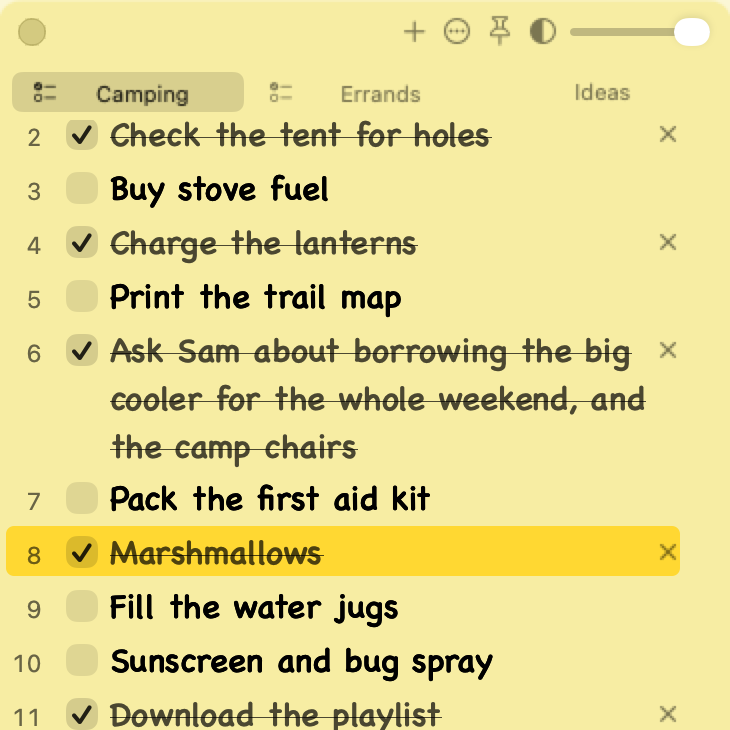 Camping Errands Ideas
2 Check the tent for holes
3 Buy stove fuel
4 Charge the lanterns
5 Print the trail map
6 Ask Sam about borrowing the big
cooler for the whole weekend, and
the camp chairs
7 Pack the first aid kit
8 Marshmallows
9 Fill the water jugs
10 Sunscreen and bug spray
11 Download the playlist